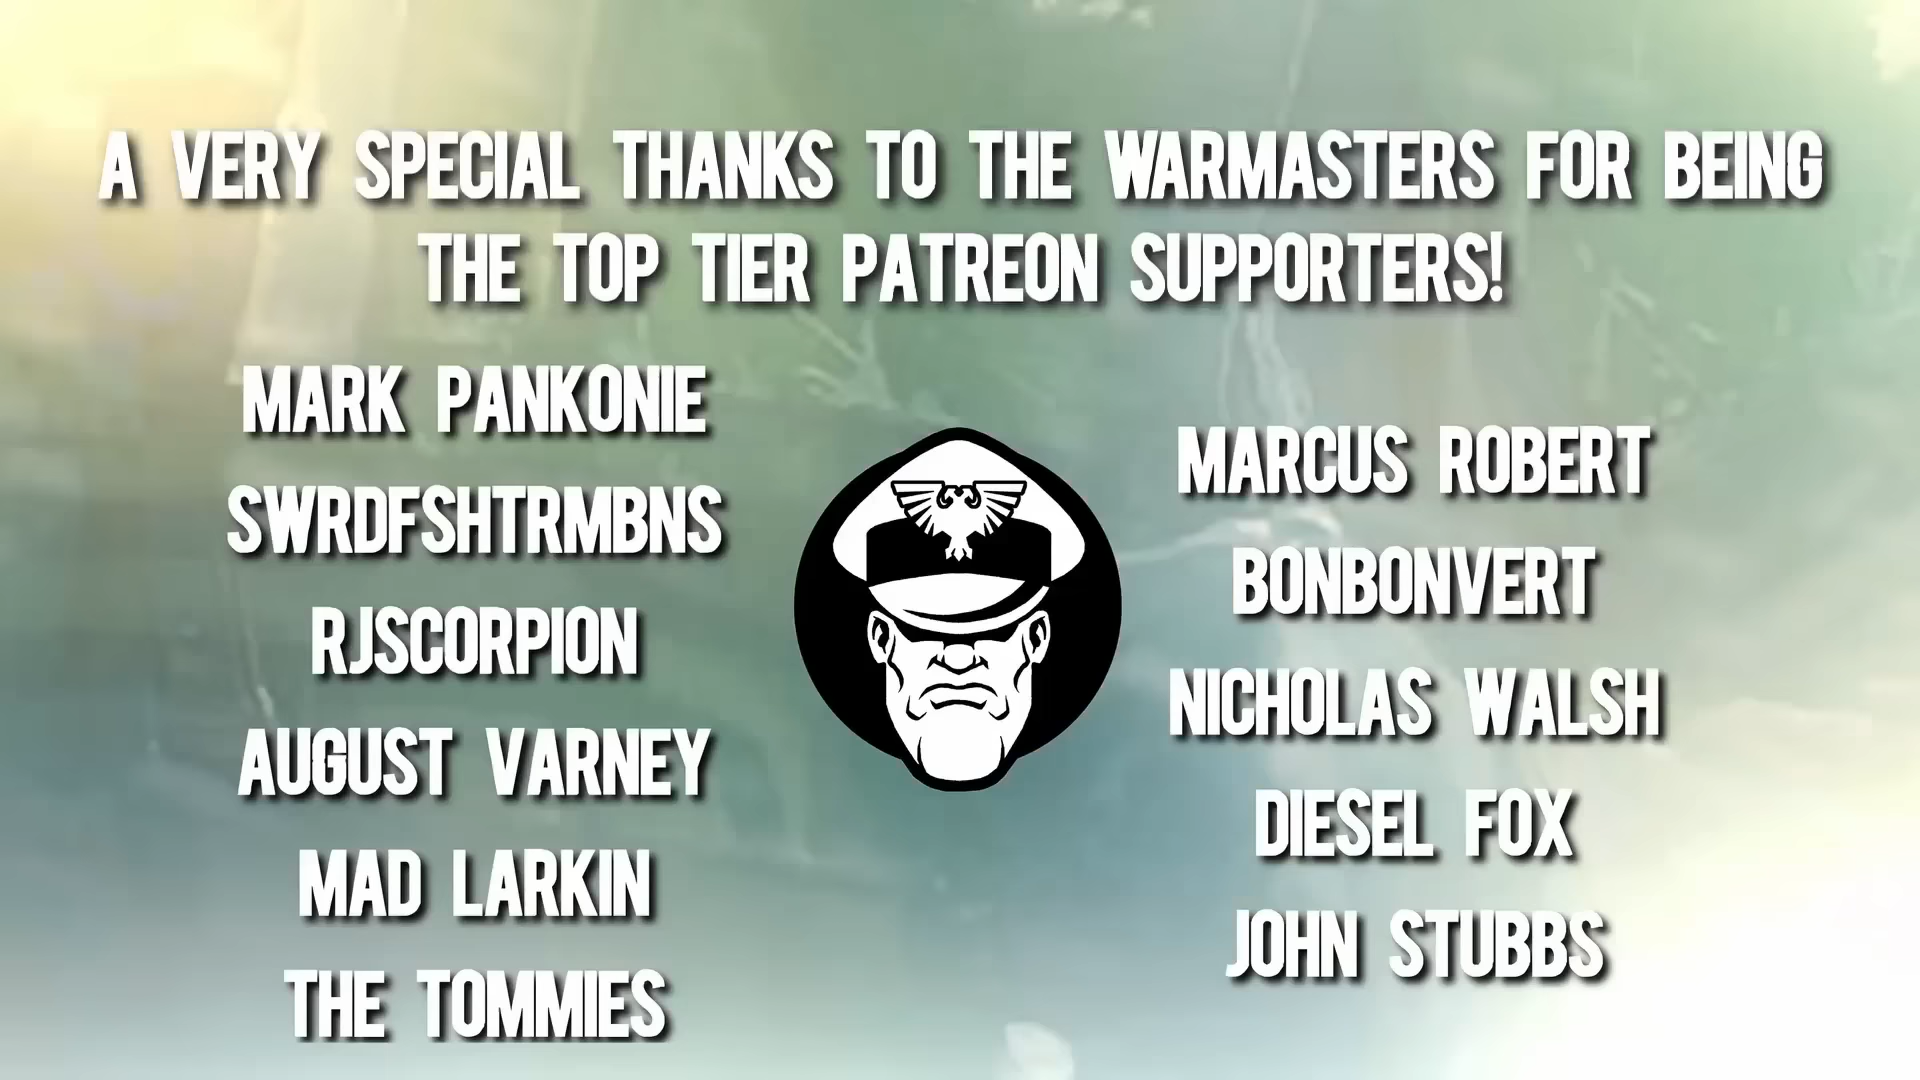 A VERY SPECIAL THANKS TO THE WARMASTERS FOR BEING
THE TOP TIER PATREON SUPPORTERS!
MARK PANKONIE
SWRDFSHTRMBNS
RJSCORPION
AUGUST VARNEY
MAD LARKIN
THE TOMMIES
MARCUS ROBERT
BONBONVERT
NICHOLAS WALSH
DIESEL FOX
JOHN STUBBS